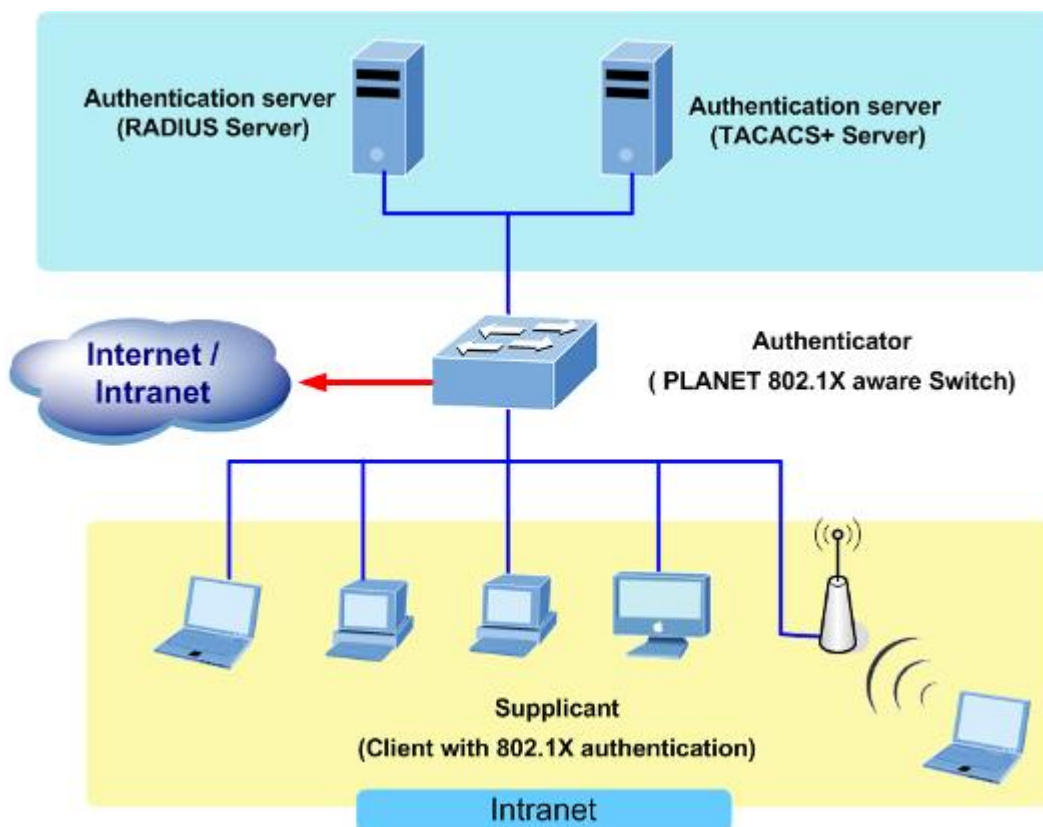 Authentication server
(RADIUS Server)
Authentication server
(TACACS+ Server)
Internet /
Intranet
Authenticator
( PLANET 802.1X aware Switch)
Supplicant
(Client with 802.1X authentication)
Intranet